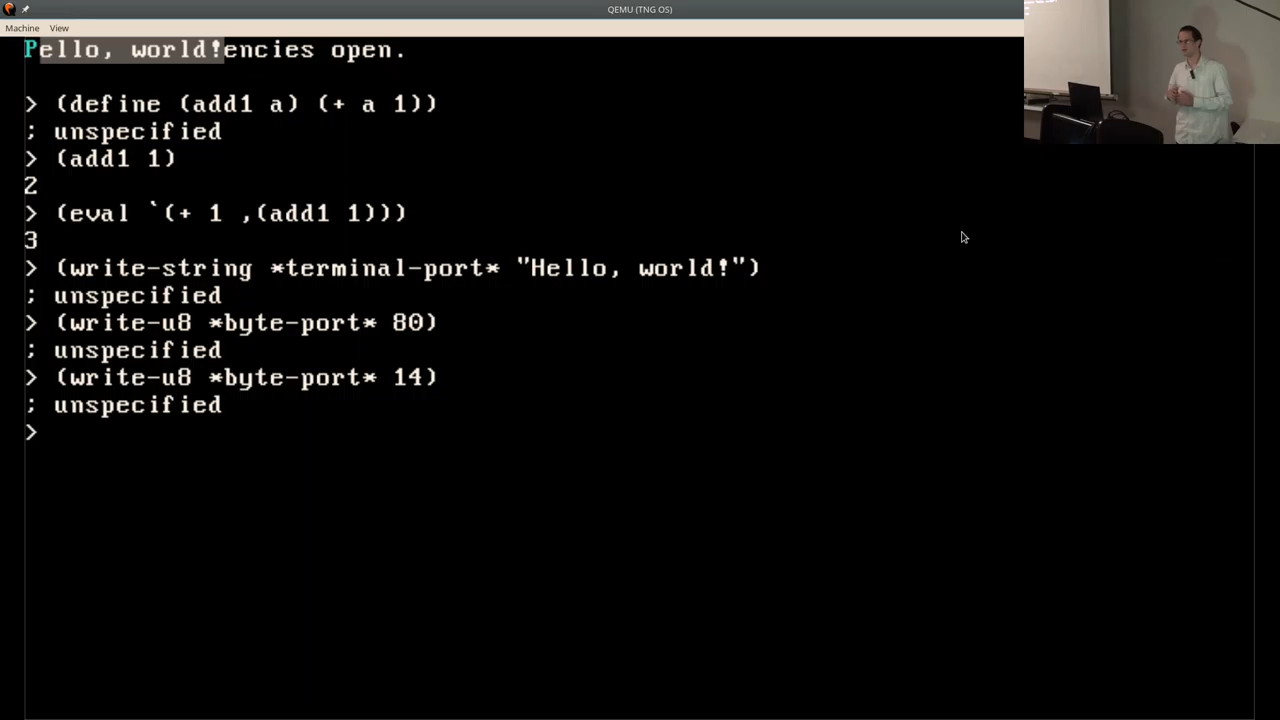 QEMU (TNG OS)
Machine View
Pello, world!encies open.
> (define (add1 a) (+ a 1))
; unspecified
> (add1 1)
2
> (eval `(+ 1 ,(add1 1)))
3
> (write-string *terminal-port* "Hello, world!")
; unspecified
> (write-u8 *byte-port* 80)
; unspecified
> (write-u8 *byte-port* 14)
; unspecified
>